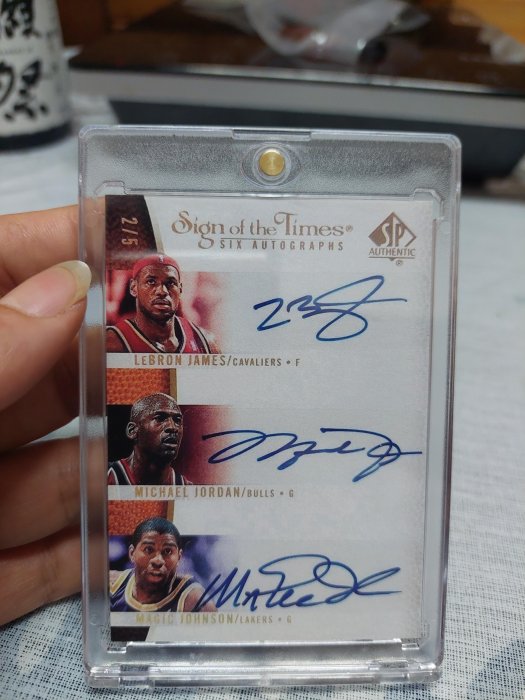 祭
2/5
Sign of the Times®
SIX AUTOGRAPHS
SP
AUTHENTIC
®
LEBRON JAMES/CAVALIERS • F
MICHAEL JORDAN/BULLS • G
MAGIC JOHNSON/LAKERS • G